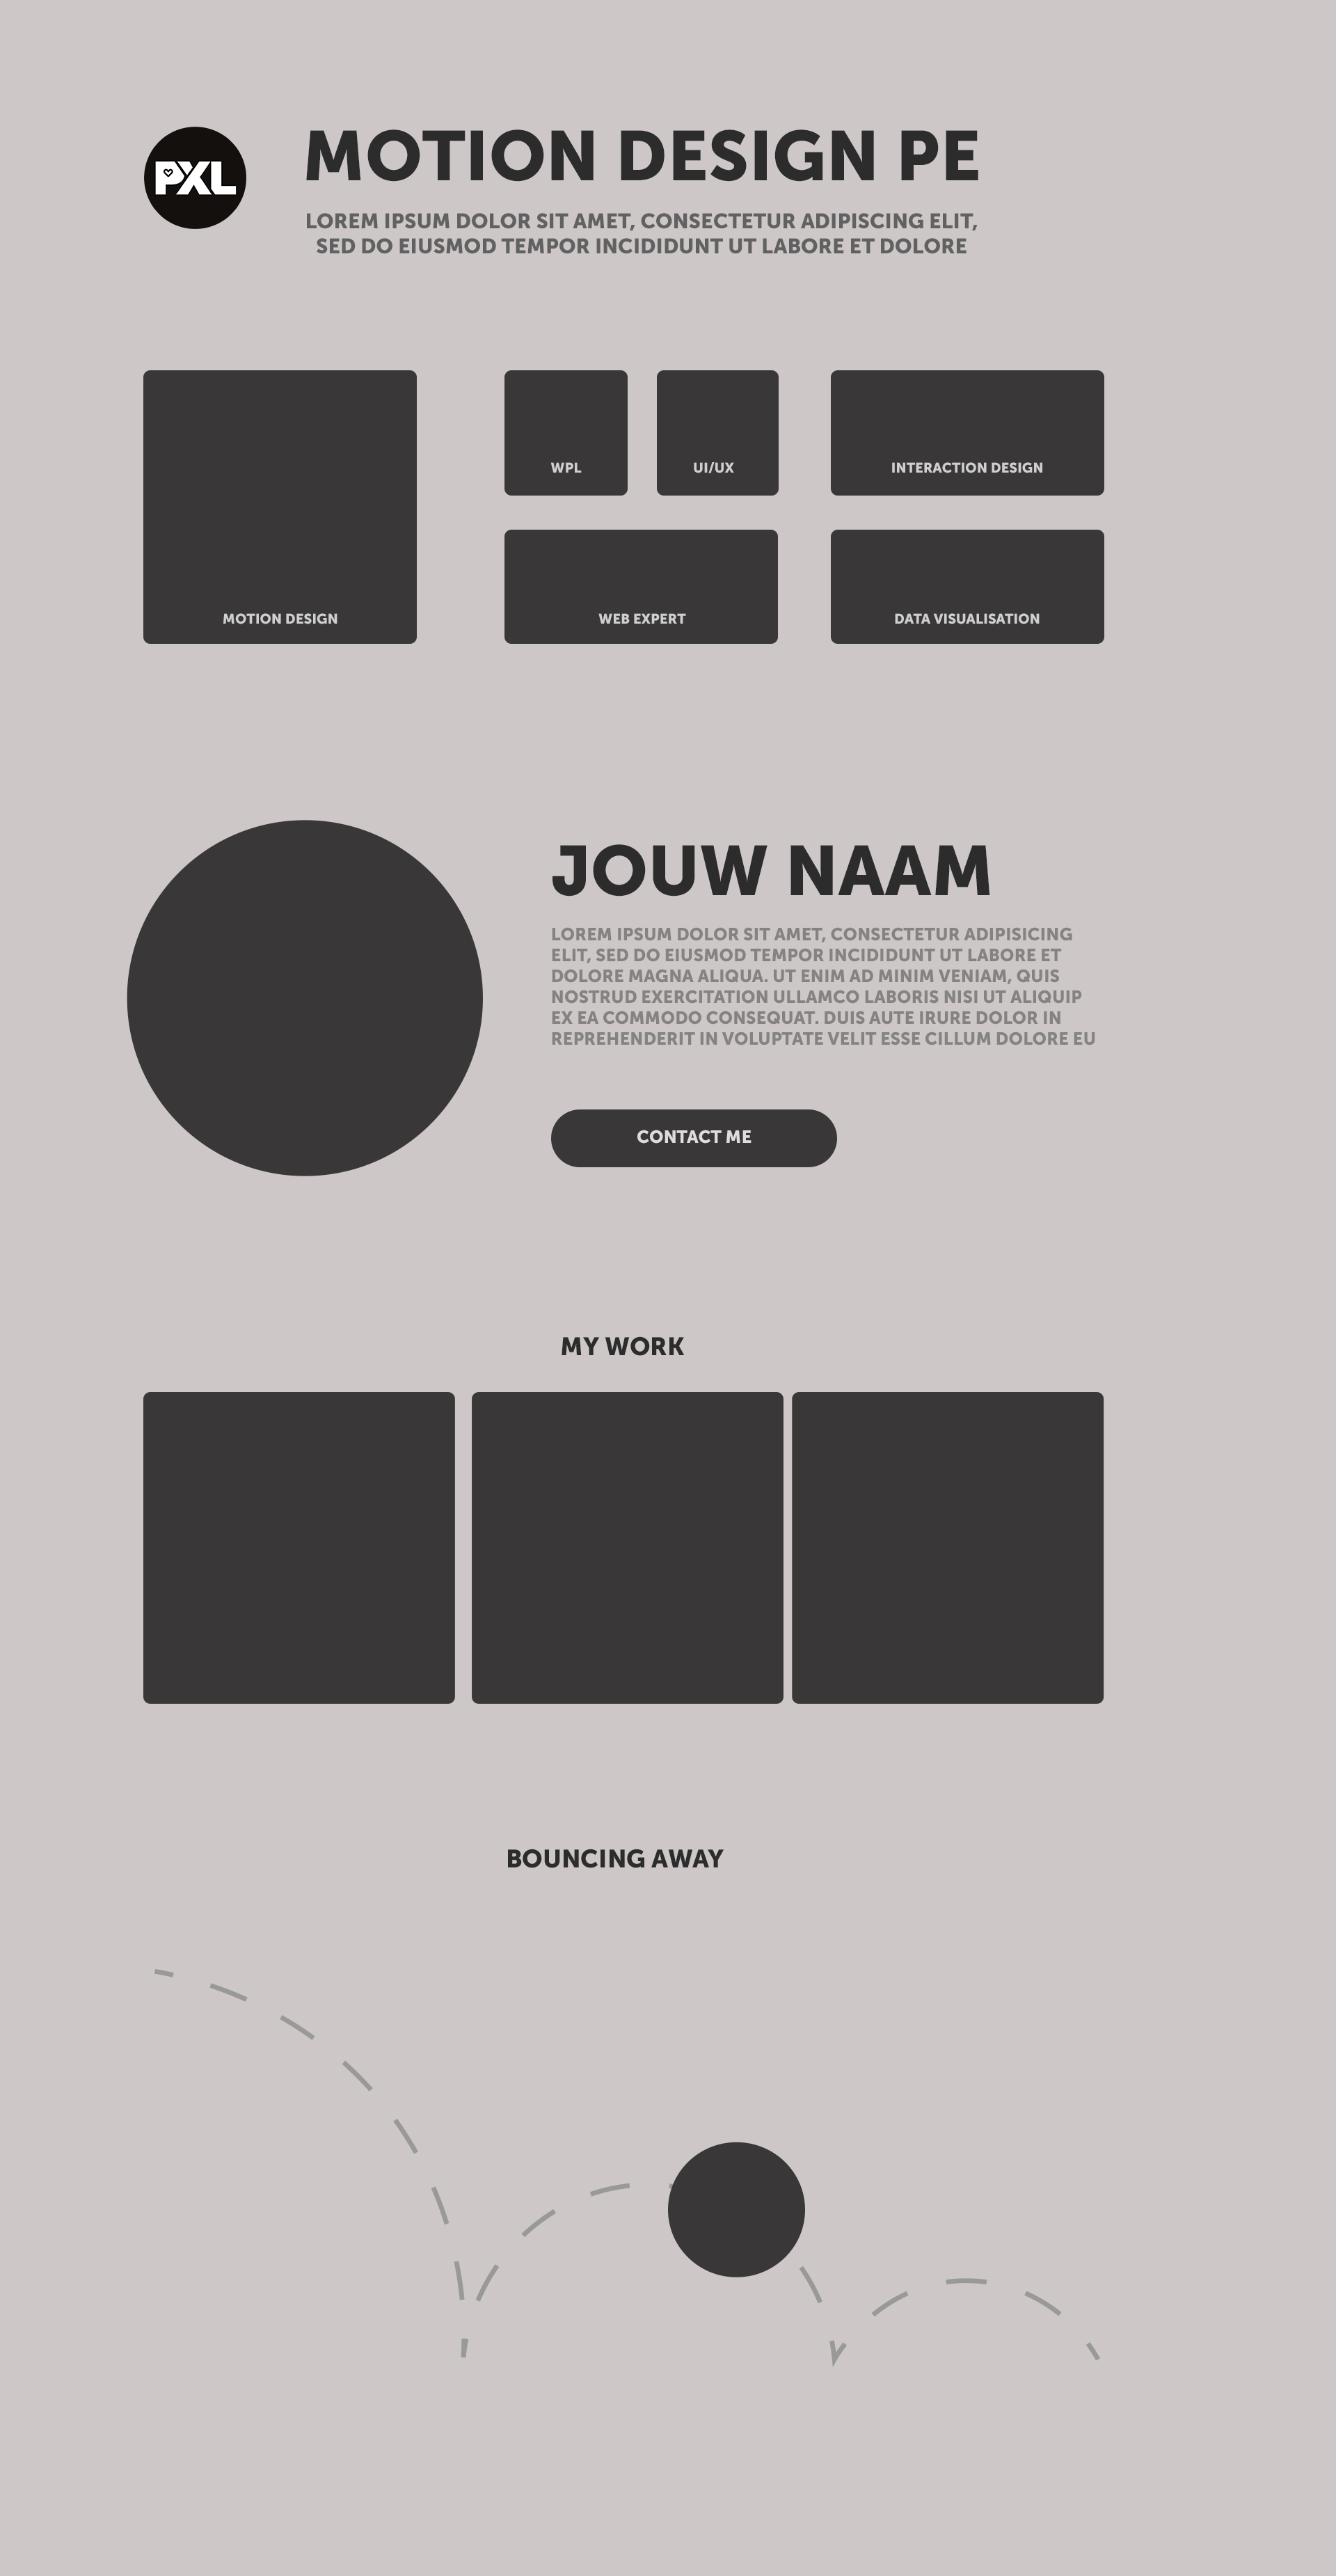 PXL
MOTION DESIGN PE
LOREM IPSUM DOLOR SIT AMET, CONSECTETUR ADIPISCING ELIT,
SED DO EIUSMOD TEMPOR INCIDIDUNT UT LABORE ET DOLORE
WPL
UI/UX
INTERACTION DESIGN
MOTION DESIGN
WEB EXPERT
DATA VISUALISATION
JOUW NAAM
LOREM IPSUM DOLOR SIT AMET, CONSECTETUR ADIPISICING
ELIT, SED DO EIUSMOD TEMPOR INCIDIDUNT UT LABORE ET
DOLORE MAGNA ALIQUA. UT ENIM AD MINIM VENIAM, QUIS
NOSTRUD EXERCITATION ULLAMCO LABORIS NISI UT ALIQUIP
EX EA COMMODO CONSEQUAT. DUIS AUTE IRURE DOLOR IN
REPREHENDERIT IN VOLUPTATE VELIT ESSE CILLUM DOLORE EU
CONTACT ME
MY WORK
BOUNCING AWAY